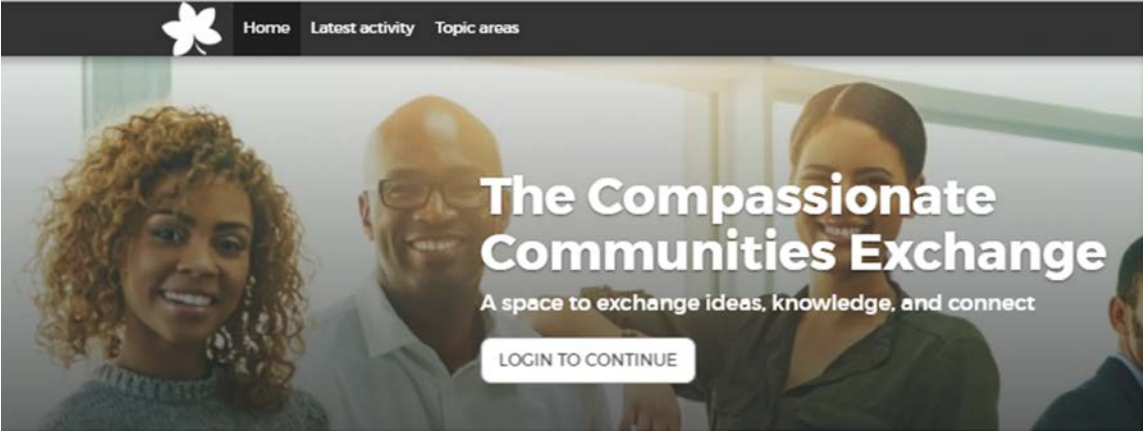 Home Latest activity Topic areas
The Compassionate
Communities Exchange
A space to exchange ideas, knowledge, and connect
LOGIN TO CONTINUE